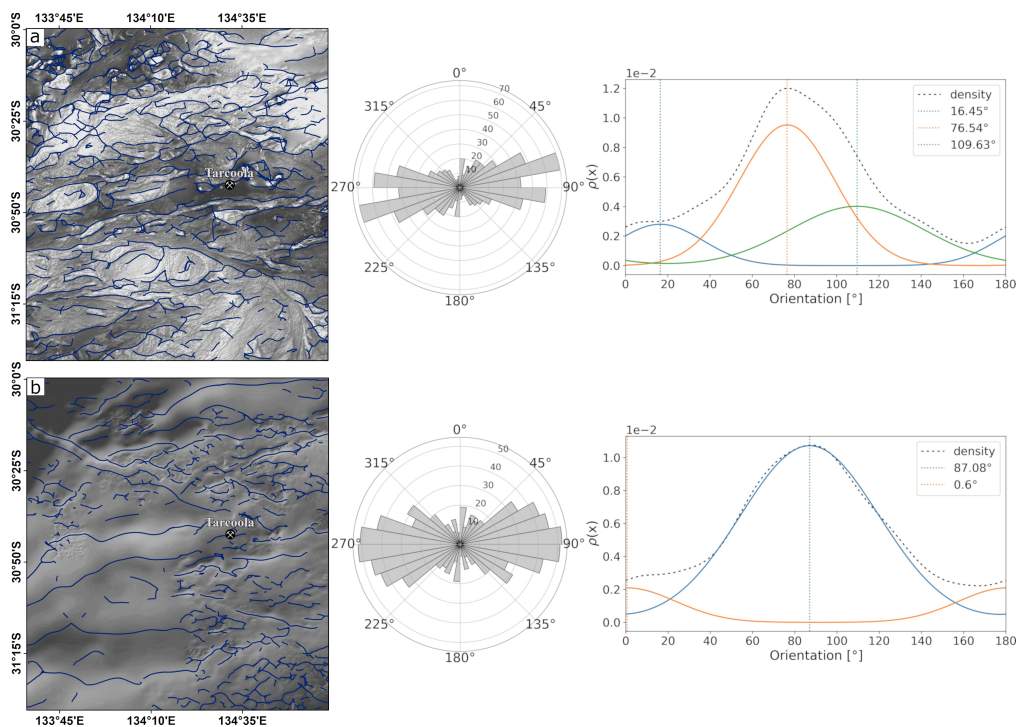 133°45'E 134°10'E 134°35'E
30°0'S
30°25'S
30°50'S
31°15'S
a
Tarcoola
0°
45°
90°
135°
180°
225°
270°
315°
10
20
30
40
50
60
70
1e-2
1.2
1.0
0.8
0.6
0.4
0.2
0.0
ρ(x)
density
16.45°
76.54°
109.63°
0 20 40 60 80 100 120 140 160 180
Orientation [°]
b
30°0'S
30°25'S
30°50'S
31°15'S
Tarcoola
133°45'E 134°10'E 134°35'E
0°
45°
90°
135°
180°
225°
270°
315°
10
20
30
40
50
1e-2
1.0
0.8
0.6
0.4
0.2
0.0
ρ(x)
density
87.08°
0.6°
0 20 40 60 80 100 120 140 160 180
Orientation [°]